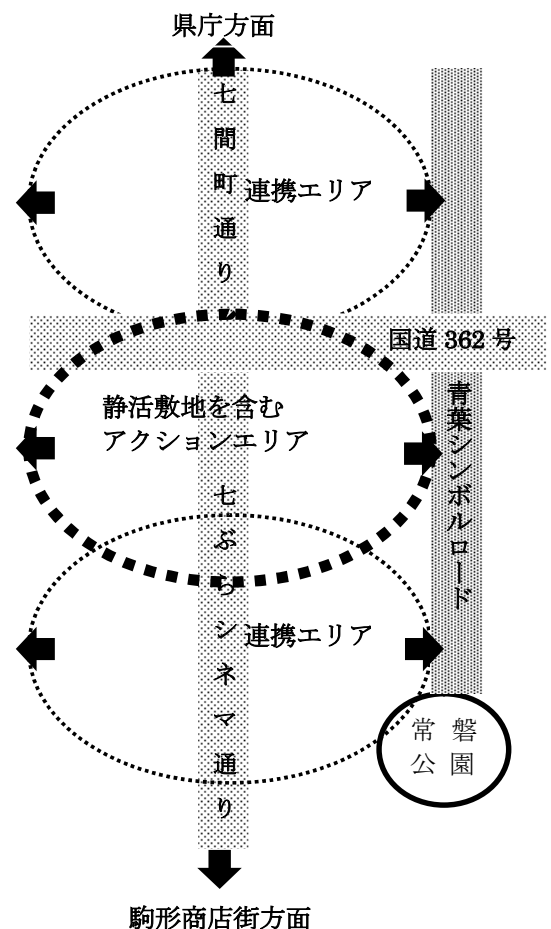 県庁方面
七間町通り
連携エリア
国道 362 号
静活敷地を含む
アクションエリア
青葉シンボルロード
七ぶらシネマ通り
連携エリア
常磐
公園
駒形商店街方面